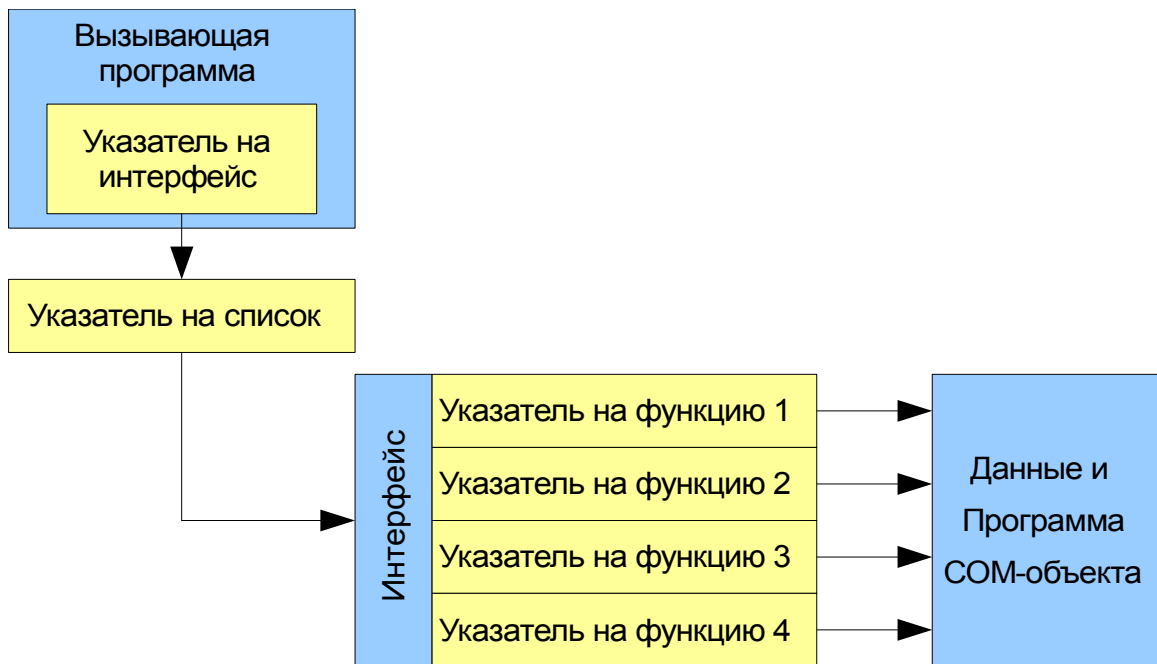 Вызывающая
программа
Указатель на
интерфейс
Указатель на список
Интерфейс
Указатель на функцию 1
Указатель на функцию 2
Указатель на функцию 3
Указатель на функцию 4
Данные и
Программа
COM-объекта